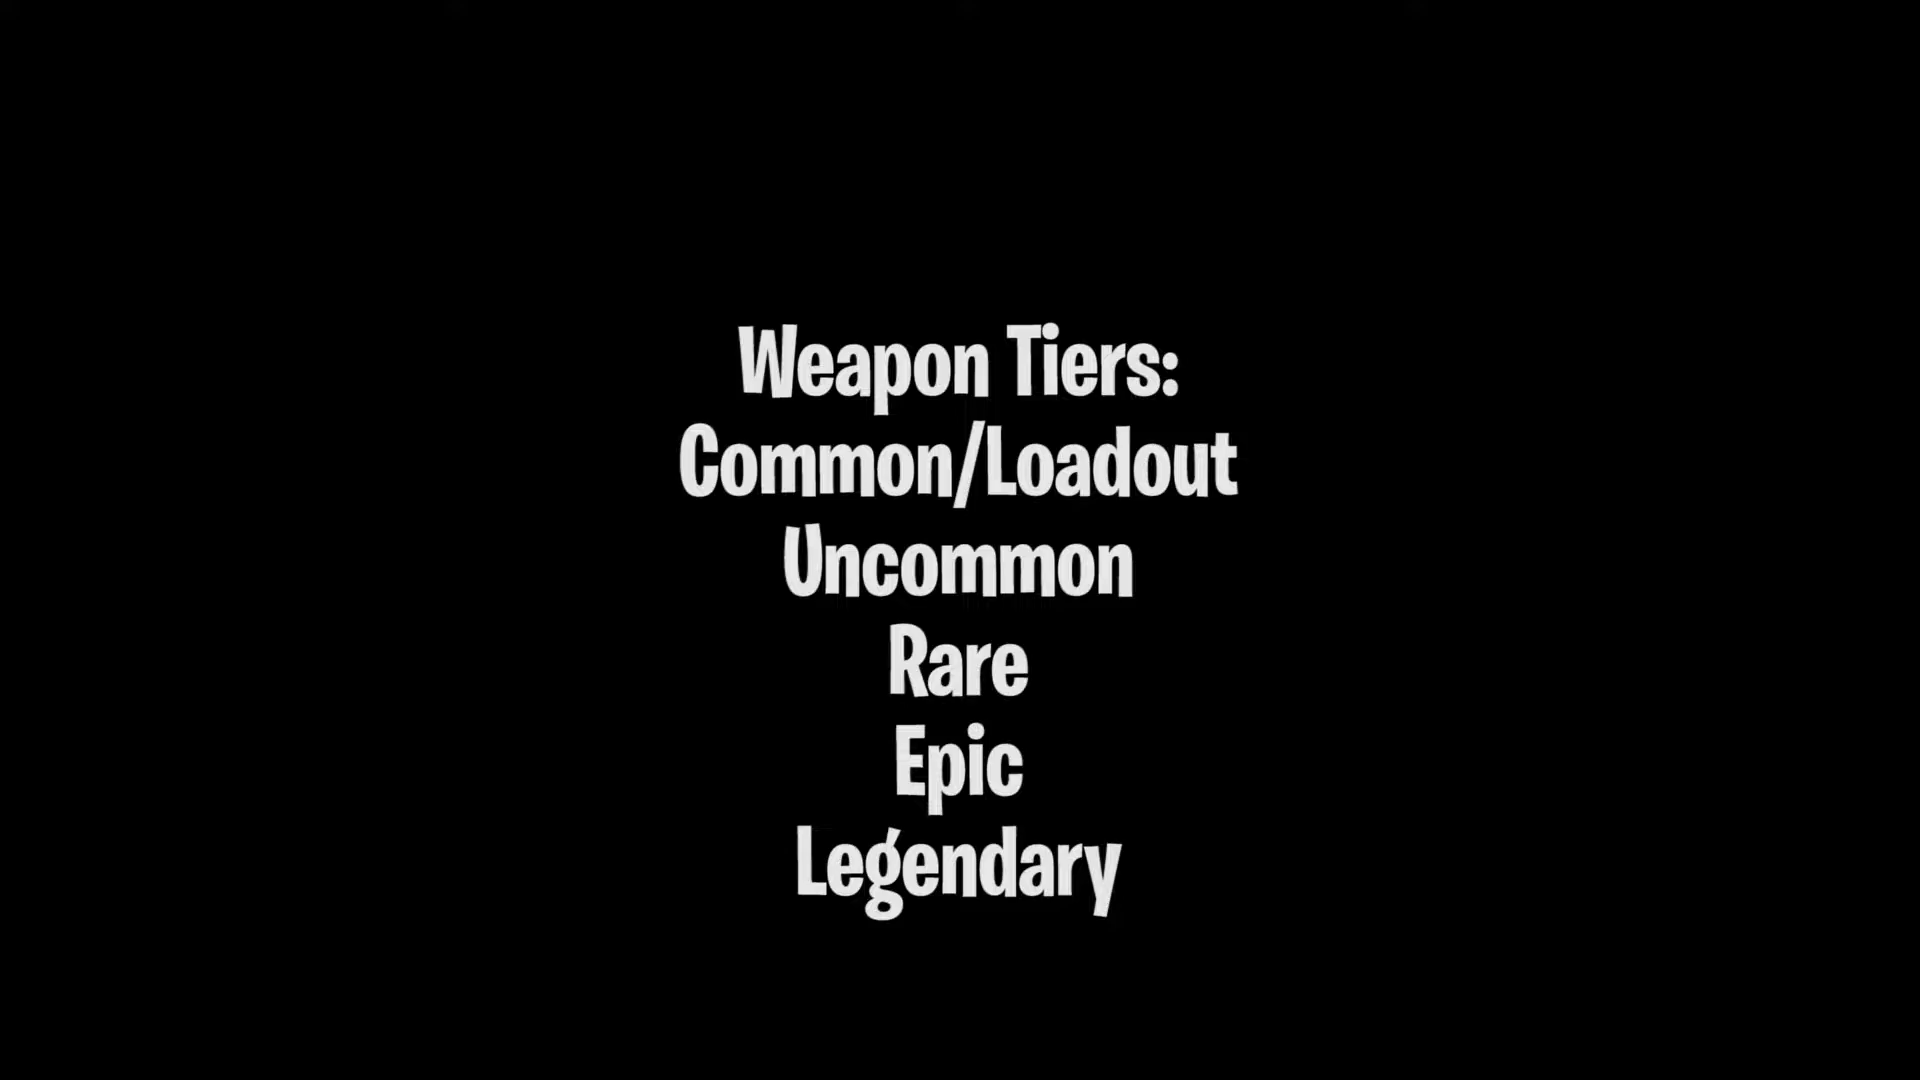 Weapon Tiers:
Common/Loadout
Uncommon
Rare
Epic
Legendary